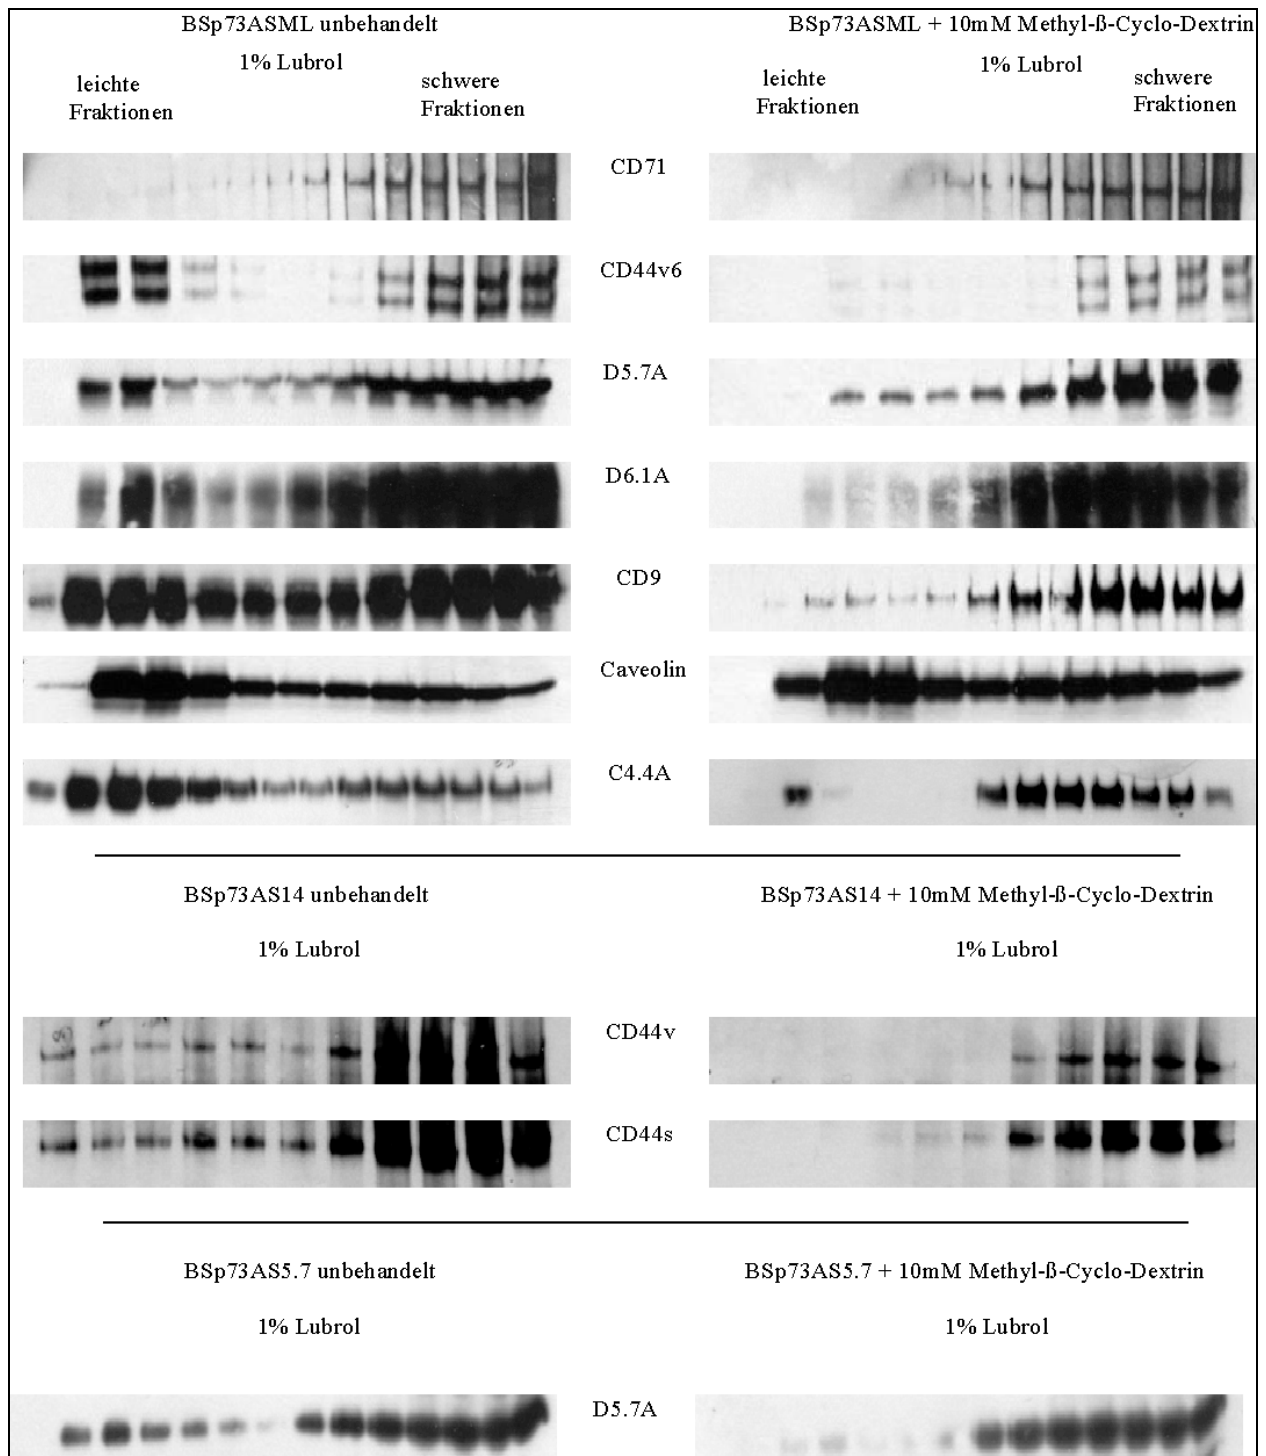 BSp73ASML unbehandelt
BSp73ASML + 10mM Methyl-ß-Cyclo-Dextrin
1% Lubrol
1% Lubrol
leichte
Fraktionen
schwere
Fraktionen
leichte
Fraktionen
schwere
Fraktionen
CD71
CD44v6
D5.7A
D6.1A
CD9
Caveolin
C4.4A
BSp73AS14 unbehandelt
BSp73AS14 + 10mM Methyl-ß-Cyclo-Dextrin
1% Lubrol
1% Lubrol
CD44v
CD44s
BSp73AS5.7 unbehandelt
BSp73AS5.7 + 10mM Methyl-ß-Cyclo-Dextrin
1% Lubrol
1% Lubrol
D5.7A